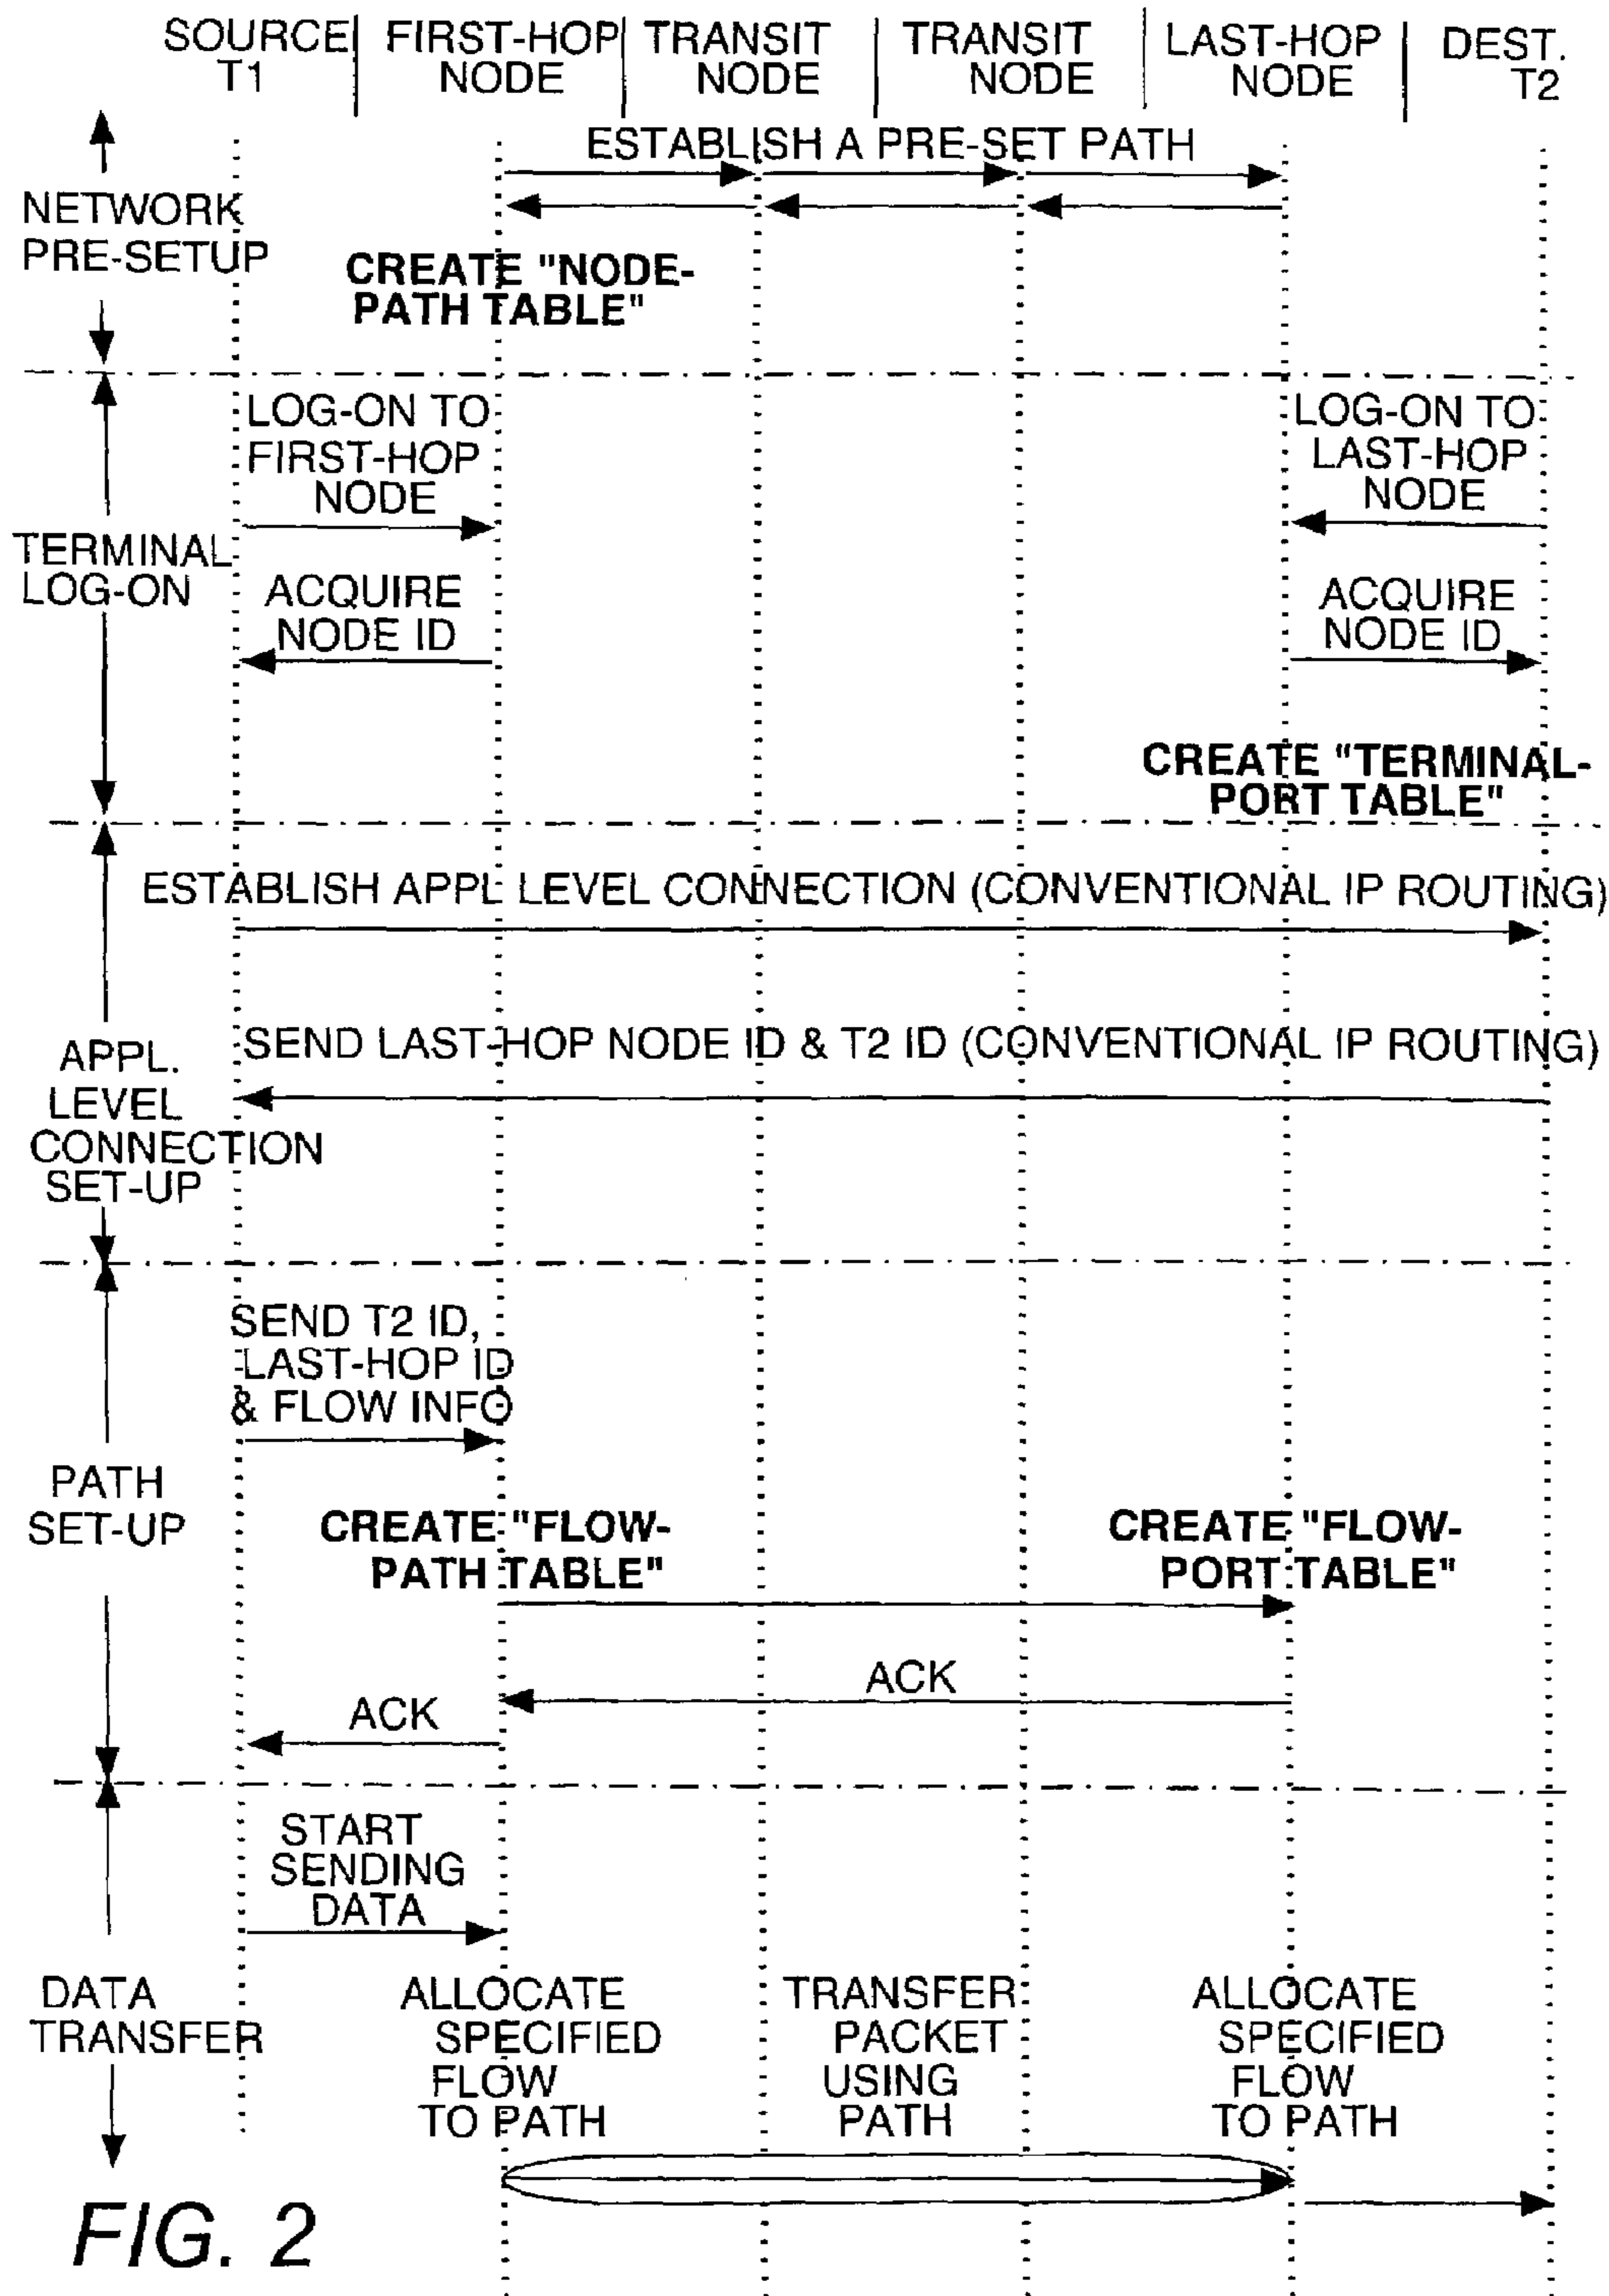 SOURCE T1
FIRST-HOP NODE
TRANSIT NODE
TRANSIT NODE
LAST-HOP NODE
DEST. T2
ESTABLISH A PRE-SET PATH
NETWORK
PRE-SETUP
CREATE "NODE-
PATH TABLE"
LOG-ON TO
FIRST-HOP
NODE
LOG-ON TO
LAST-HOP
NODE
TERMINAL
LOG-ON
ACQUIRE
NODE ID
ACQUIRE
NODE ID
CREATE "TERMINAL-
PORT TABLE"
ESTABLISH APPL LEVEL CONNECTION (CONVENTIONAL IP ROUTING)
SEND LAST-HOP NODE ID & T2 ID (CONVENTIONAL IP ROUTING)
APPL.
LEVEL
CONNECTION
SET-UP
SEND T2 ID,
LAST-HOP ID
& FLOW INFO
PATH
SET-UP
CREATE "FLOW-
PATH TABLE"
CREATE "FLOW-
PORT TABLE"
ACK
ACK
START
SENDING
DATA
DATA
TRANSFER
ALLOCATE
SPECIFIED
FLOW
TO PATH
TRANSFER
PACKET
USING
PATH
ALLOCATE
SPECIFIED
FLOW
TO PATH
FIG. 2